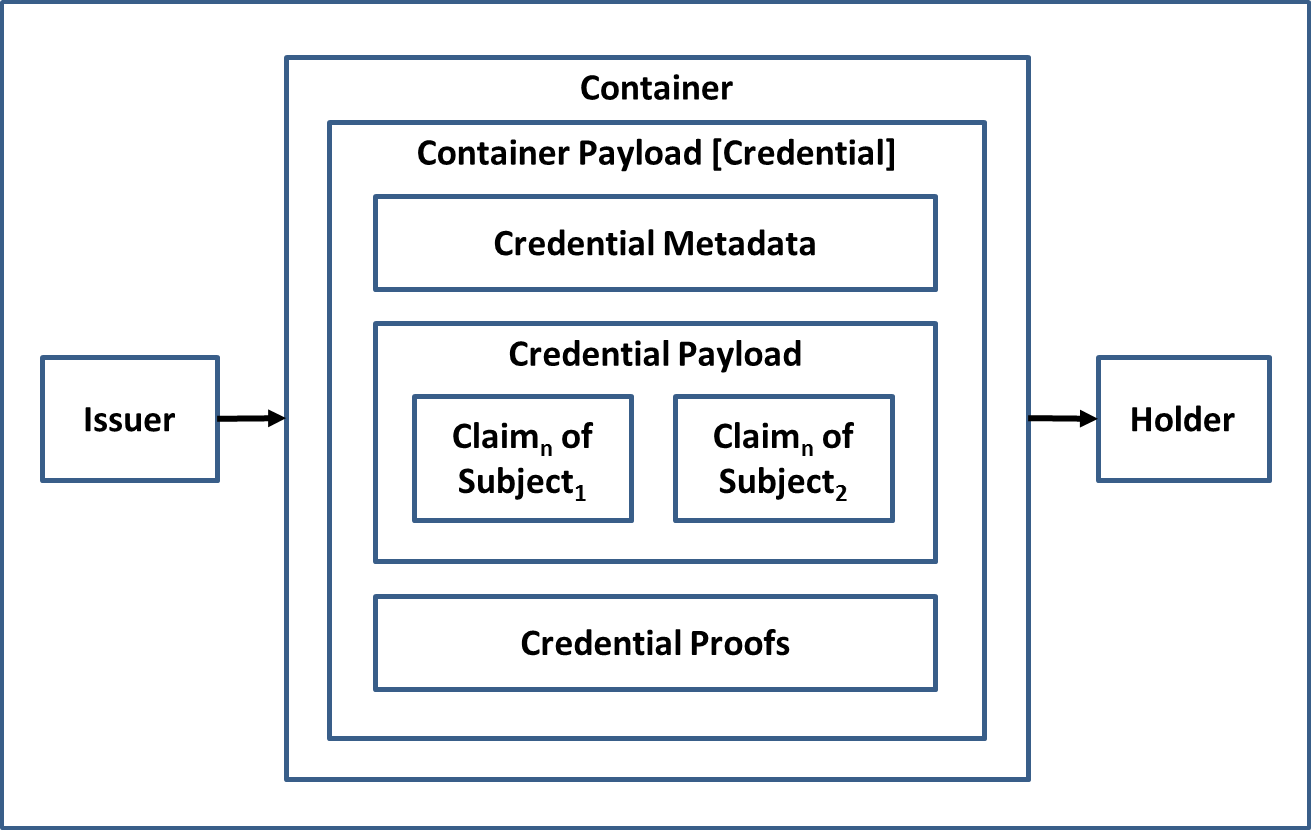 Container
Container Payload [Credential]
Credential Metadata
Credential Payload
Issuer
Claimn of
Subject1
Claimn of
Subject2
Holder
Credential Proofs